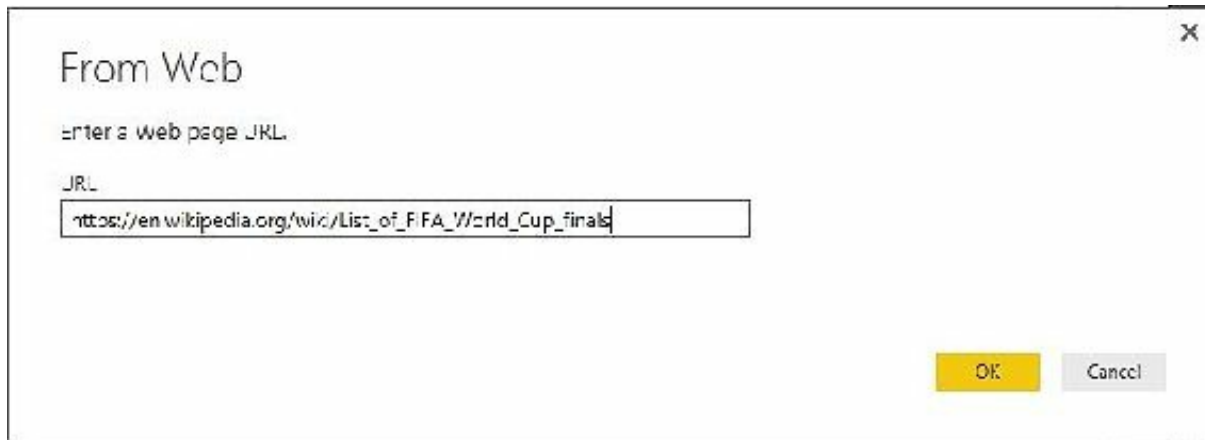 From Web
Enter a Web page URL.
URL
https://en.wikipedia.org/wiki/List_of_FIFA_World_Cup_finals
OK
Cancel